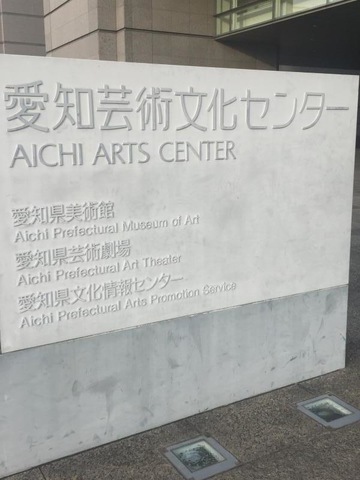 愛知芸術文化センター
AICHI ARTS CENTER
愛知県美術館
Aichi Prefectural Museum of Art
愛知県芸術劇場
Aichi Prefectural Art Theater
愛知県文化情報センター
Aichi Prefectural Arts Promotion Service